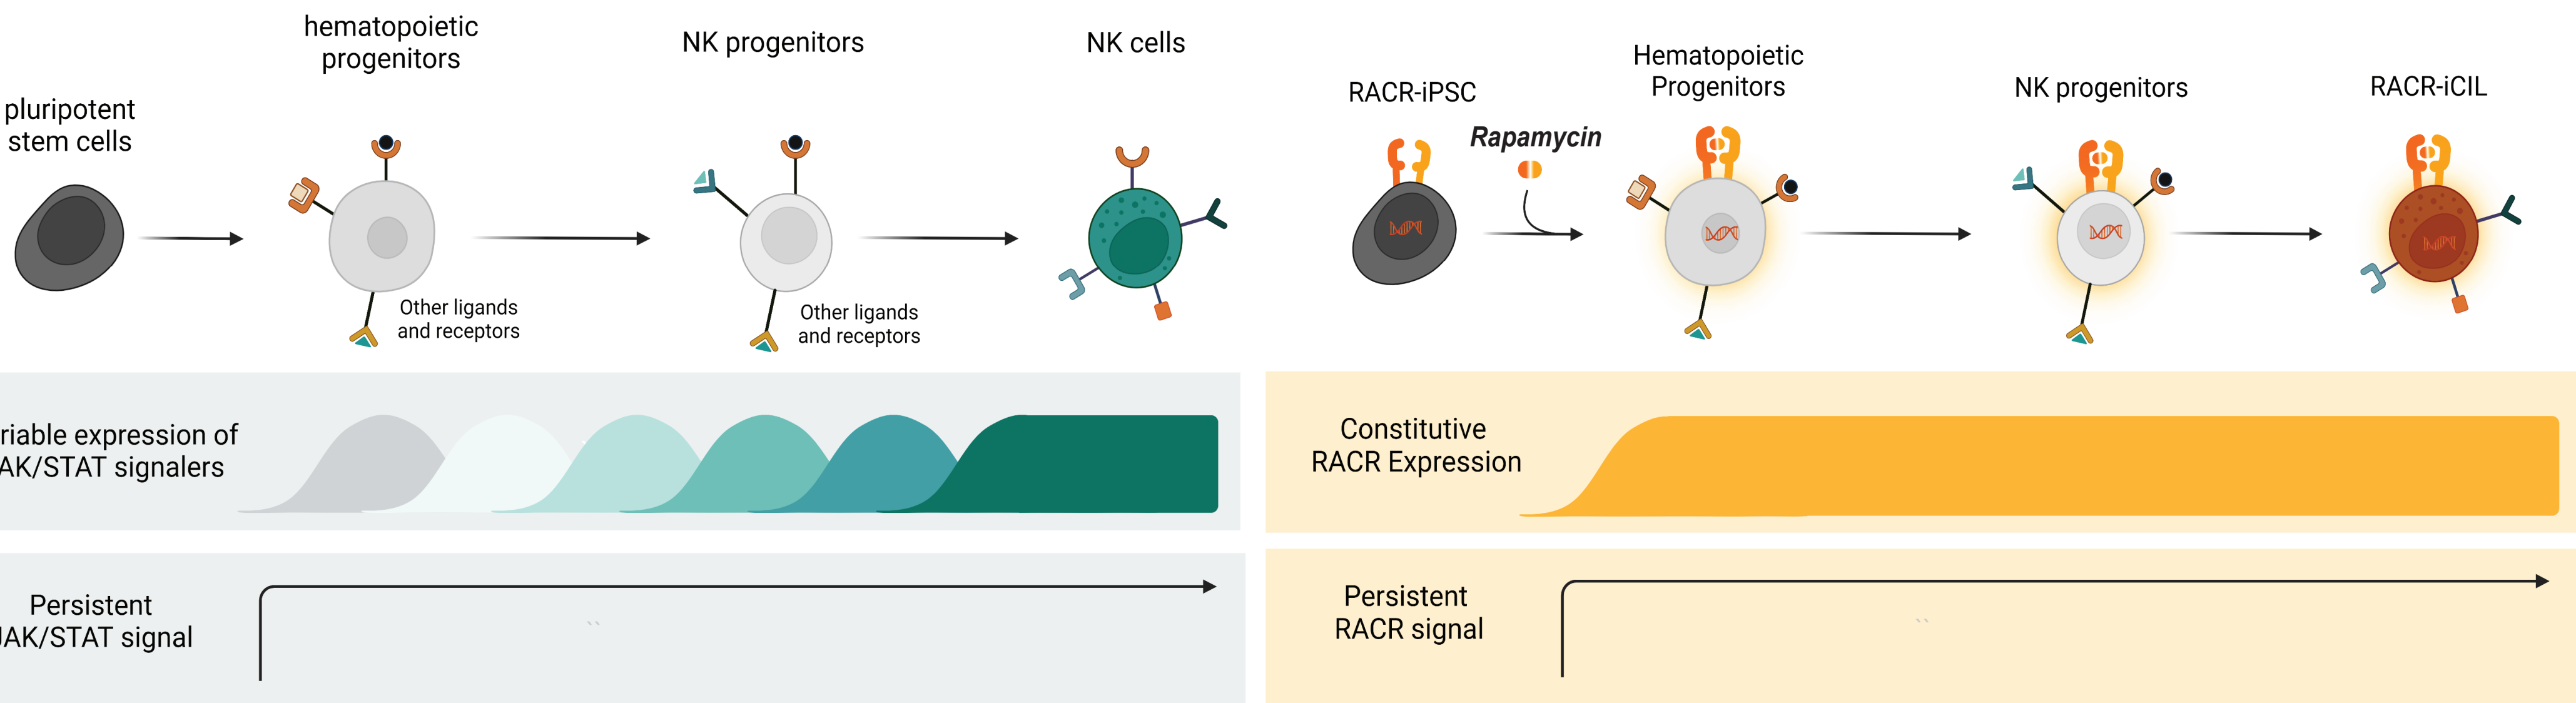 hematopoietic
progenitors
NK progenitors
NK cells
pluripotent
stem cells
Other ligands
and receptors
Other ligands
and receptors
riable expression of
AK/STAT signalers
Persistent
JAK/STAT signal
RACR-iPSC
Rapamycin
Hematopoietic
Progenitors
NK progenitors
RACR-iCIL
Constitutive
RACR Expression
Persistent
RACR signal